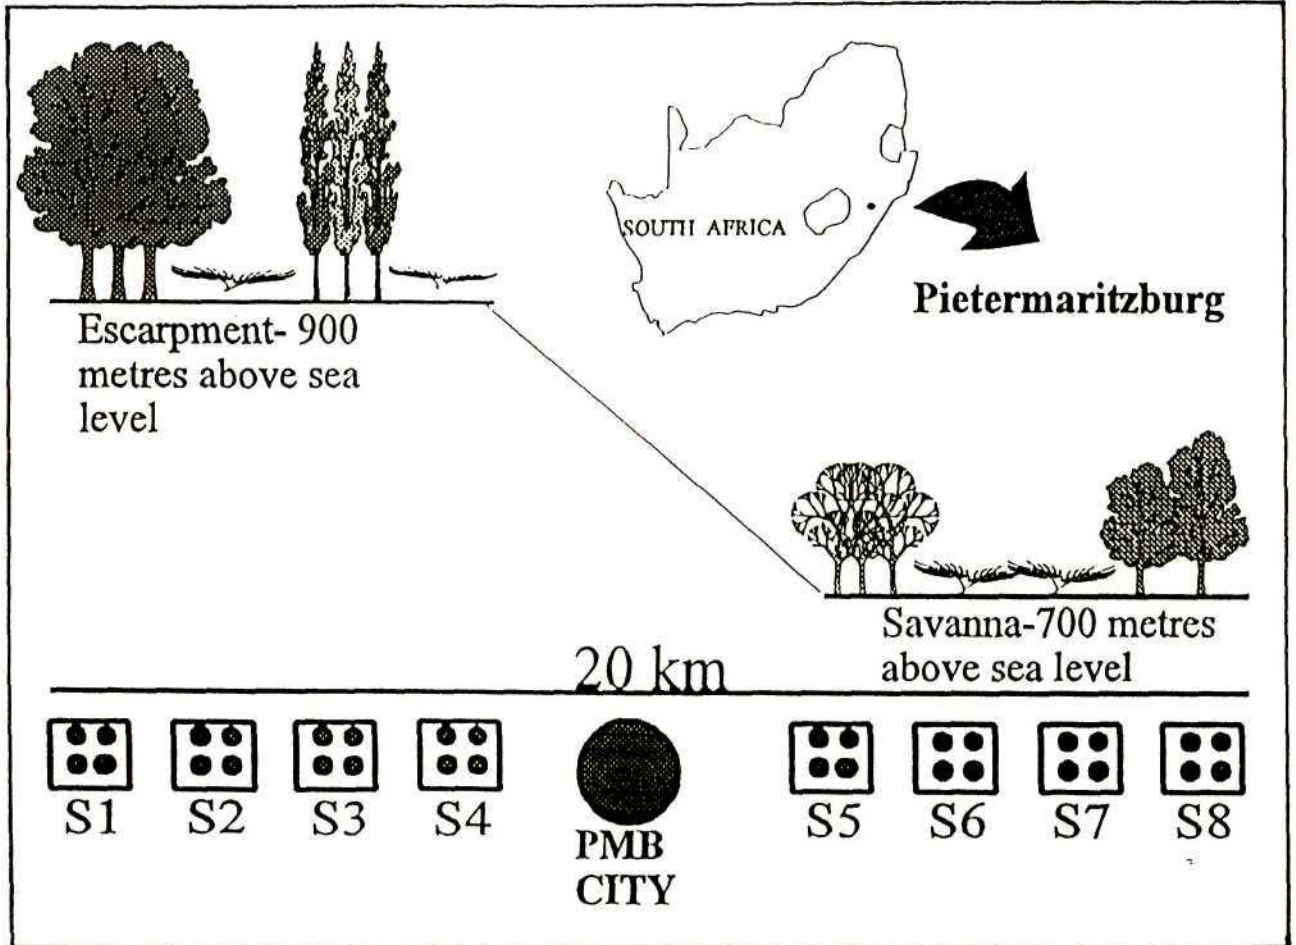 SOUTH AFRICA
Pietermaritzburg
Escarpment- 900
metres above sea
level
Savanna-700 metres
above sea level
20 km
S1 S2 S3 S4 S5 S6 S7 S8
PMB
CITY